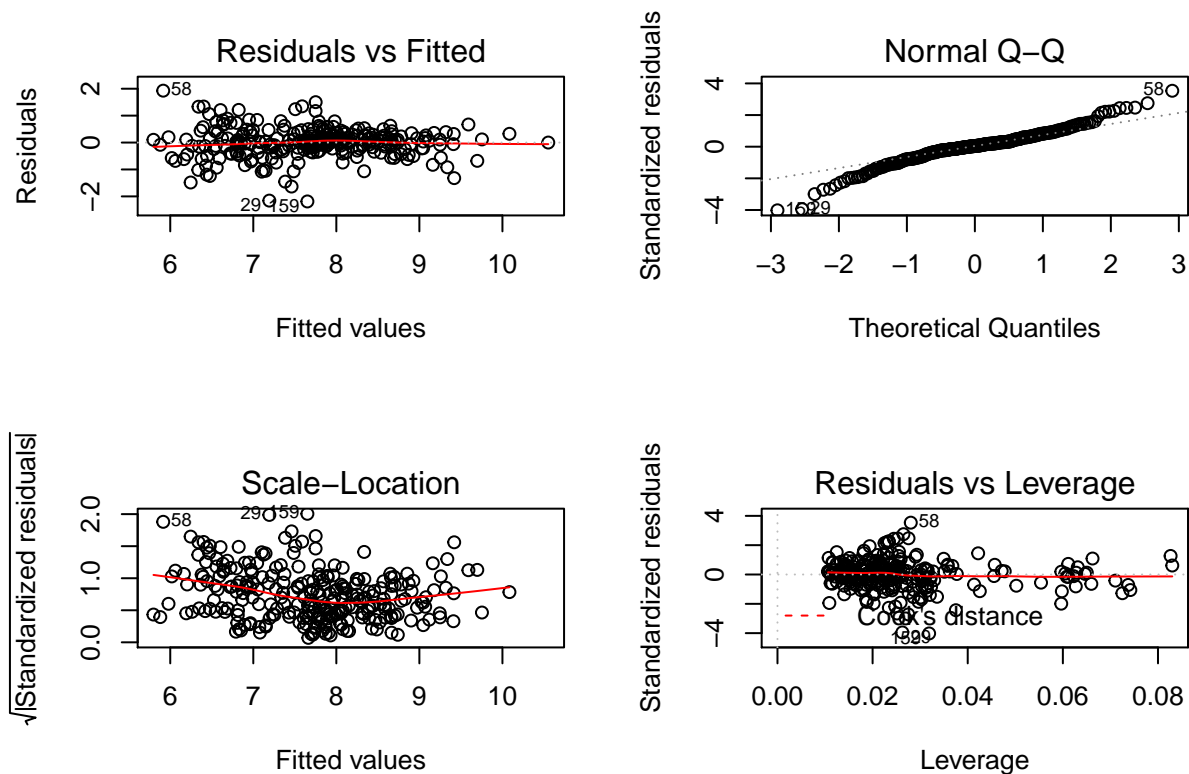 Residuals vs Fitted
Residuals
2
0
−2
58
29
159
6 7 8 9 10
Fitted values
Normal Q−Q
Standardized residuals
4
0
−4
58
159
29
−3 −2 −1 0 1 2 3
Theoretical Quantiles
Scale−Location
√|Standardized residuals|
2.0
1.0
0.0
58
29
159
6 7 8 9 10
Fitted values
Residuals vs Leverage
Standardized residuals
4
0
−4
58
Cook's distance
159
29
0.00 0.02 0.04 0.06 0.08
Leverage